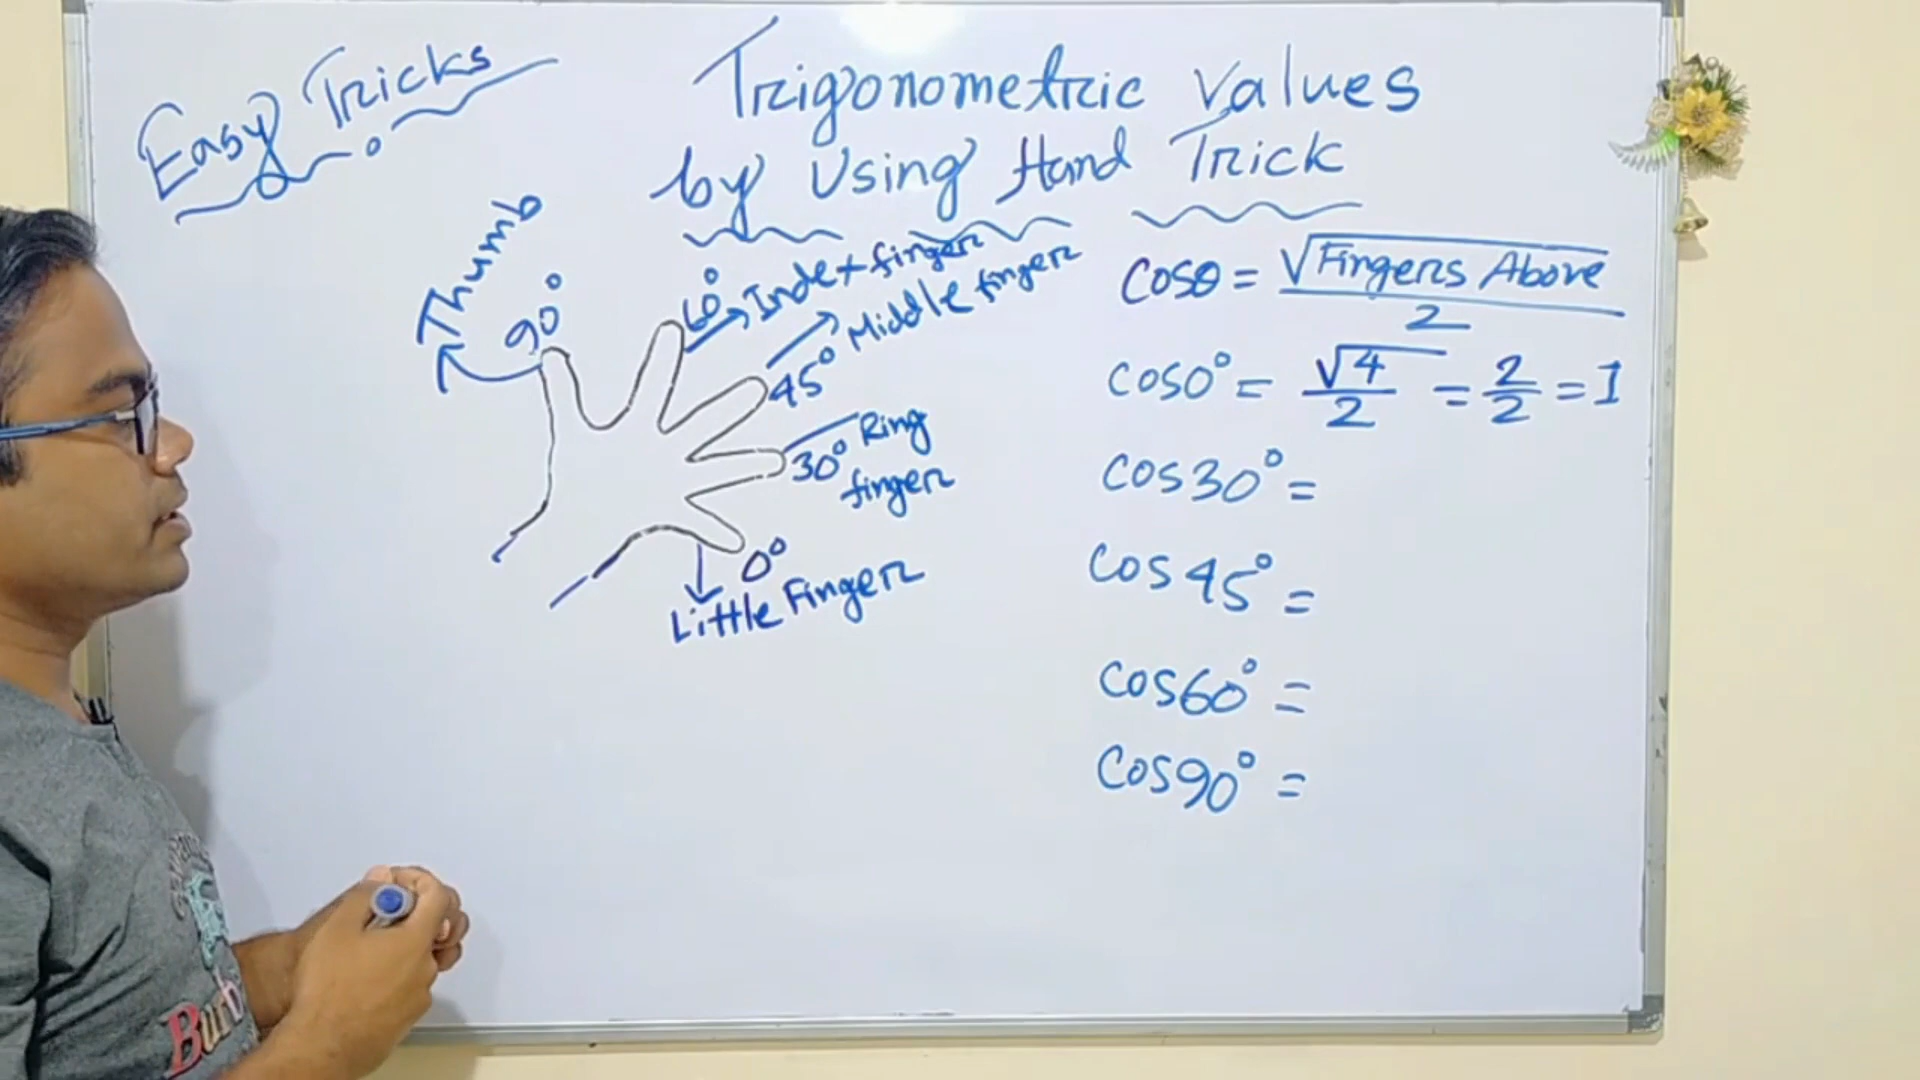 Easy Tricks
Trigonometric Values
by Using Hand Trick
Thumb
90°
60°
Index finger
Middle finger
45°
Ring
30°
finger
0°
Little Finger
Cosθ = √Fingers Above / 2
Cos0° = √4 / 2 = 2 / 2 = 1
Cos30° =
Cos45° =
Cos60° =
Cos90° =